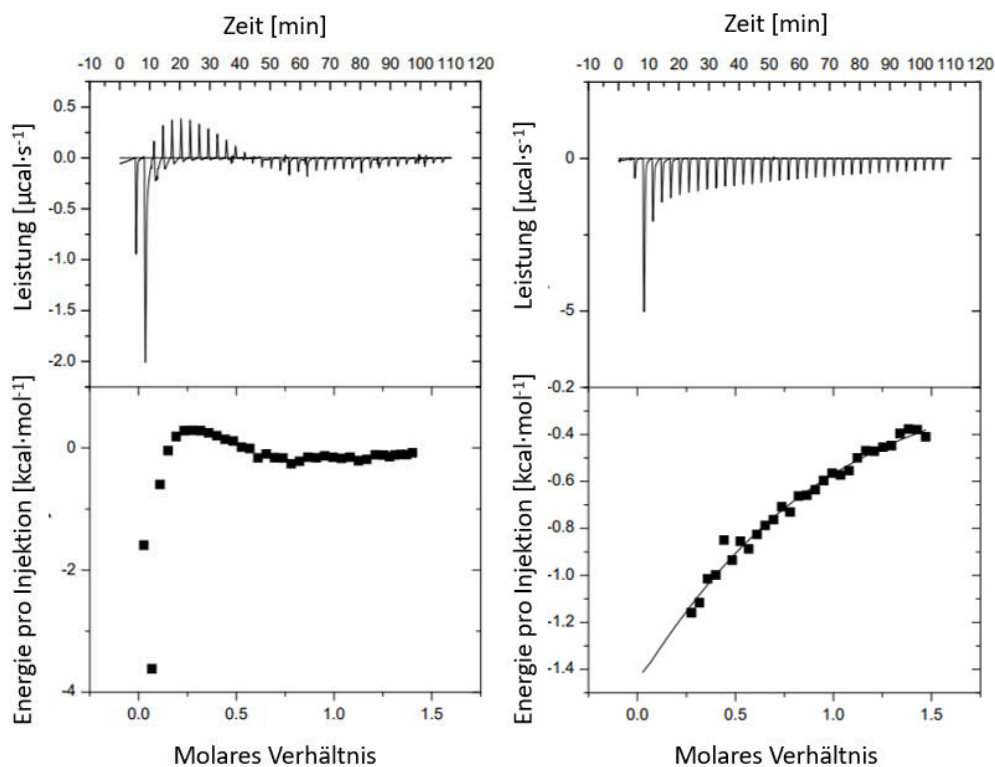 Zeit [min]
-10 0 10 20 30 40 50 60 70 80 90 100 110 120
Leistung [µcal·s⁻¹]
0.5
0.0
-0.5
-1.0
-1.5
-2.0
Energie pro Injektion [kcal·mol⁻¹]
0
-2
-4
0.0 0.5 1.0 1.5
Molares Verhältnis
Zeit [min]
-10 0 10 20 30 40 50 60 70 80 90 100 110 120
Leistung [µcal·s⁻¹]
0
-5
Energie pro Injektion [kcal·mol⁻¹]
-0.2
-0.4
-0.6
-0.8
-1.0
-1.2
-1.4
0.0 0.5 1.0 1.5
Molares Verhältnis